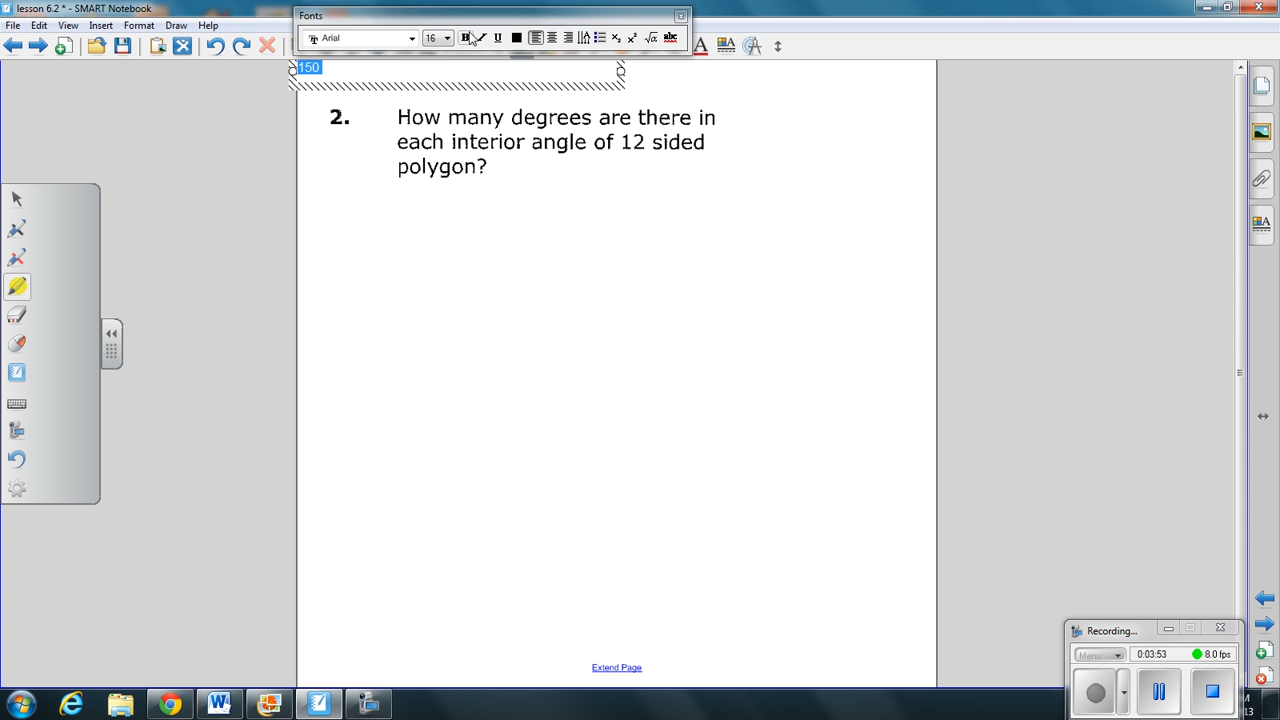 lesson 6.2 * - SMART Notebook
File Edit View Insert Format Draw Help
Fonts
Arial 16 B U
150
2. How many degrees are there in
each interior angle of 12 sided
polygon?
Extend Page
Recording...
Menu 0:03:53 8.0 fps